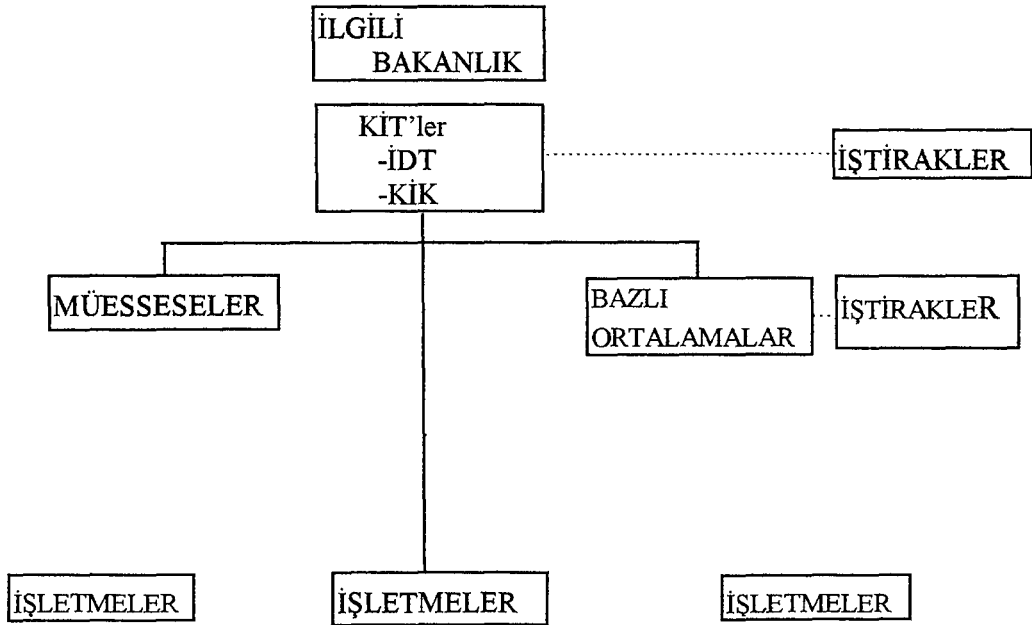 İLGİLİ
BAKANLIK
KİT'ler
-İDT
-KİK
İŞTİRAKLER
MÜESSESELER
BAZLI
ORTALAMALAR
İŞTİRAKLER
İŞLETMELER
İŞLETMELER
İŞLETMELER